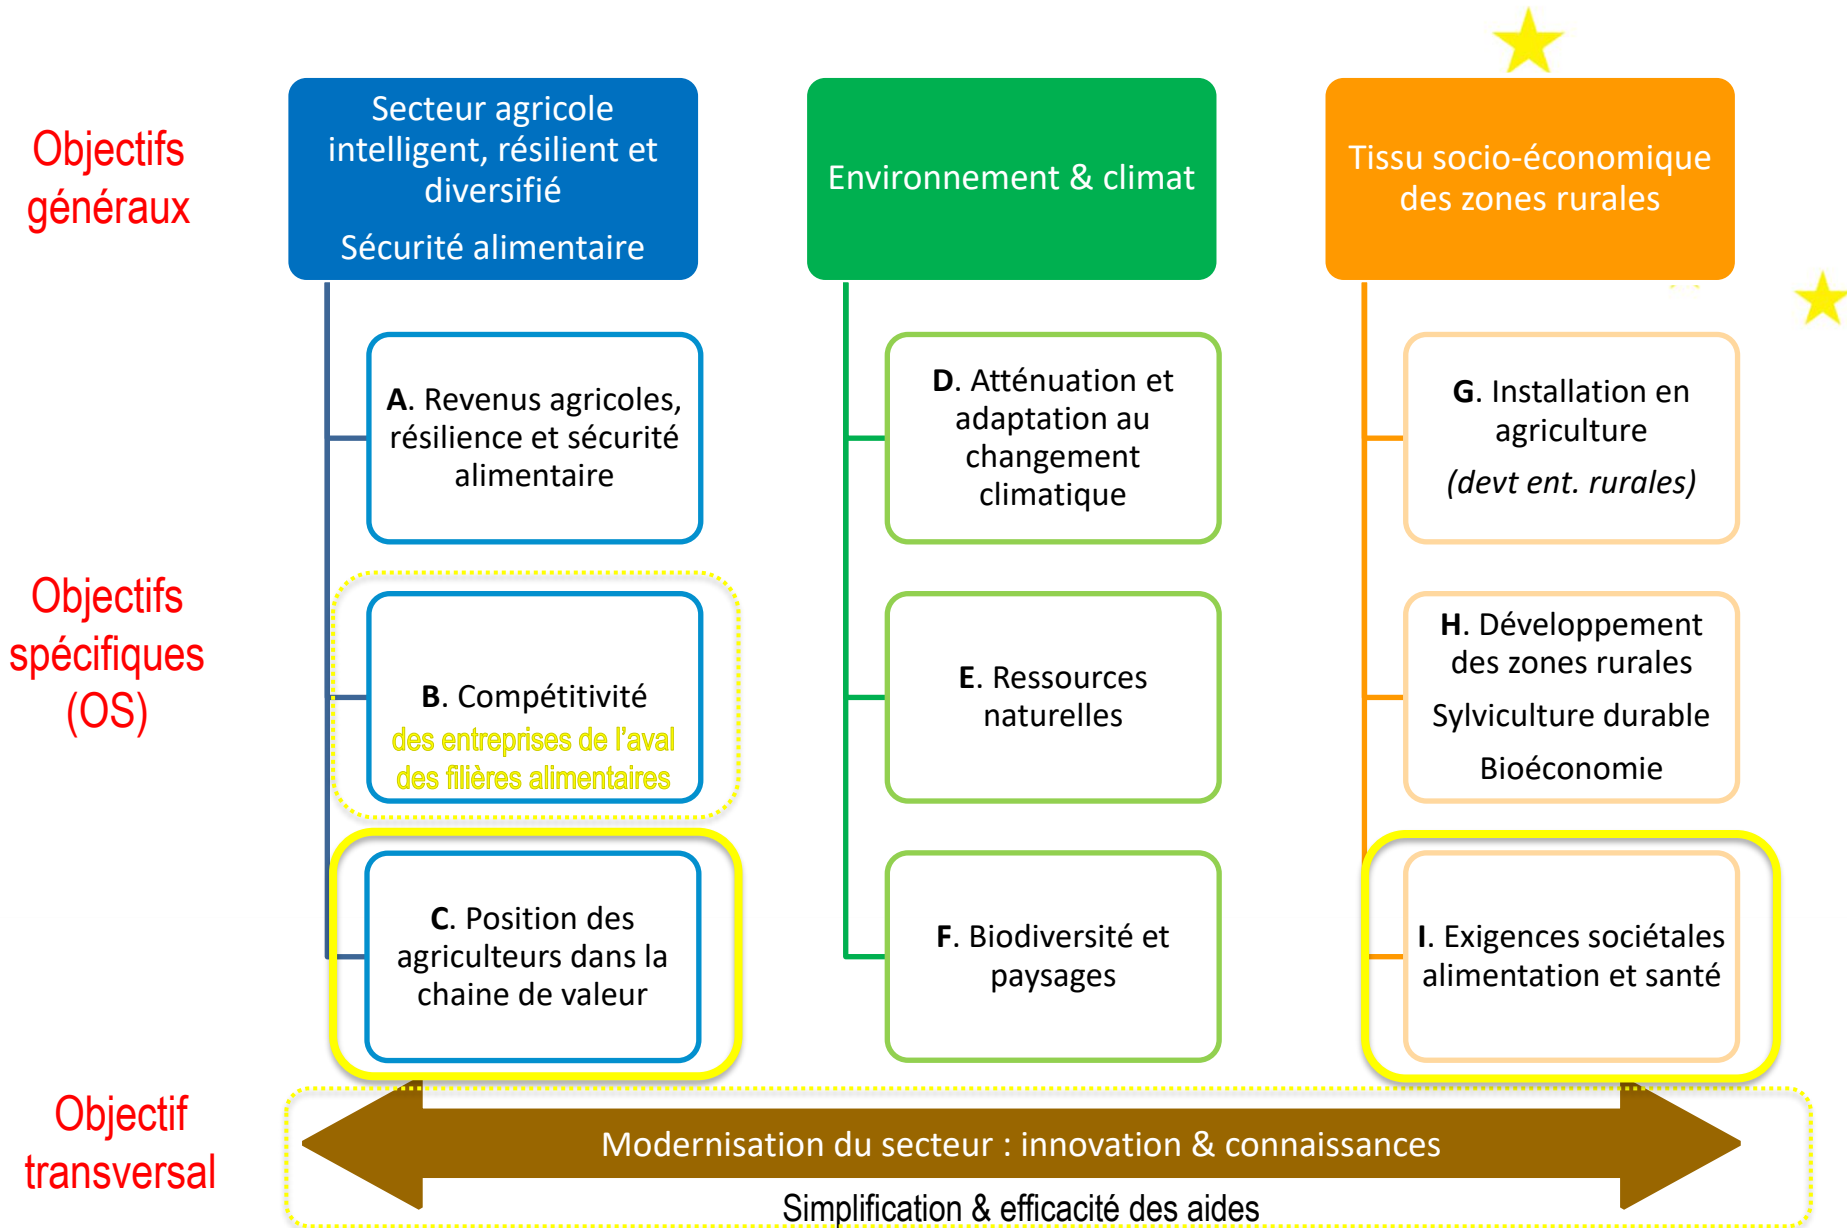 Objectifs
généraux
Secteur agricole
intelligent, résilient et
diversifié
Sécurité alimentaire
Environnement & climat
Tissu socio-économique
des zones rurales
Objectifs
spécifiques
(OS)
A. Revenus agricoles,
résilience et sécurité
alimentaire
B. Compétitivité
des entreprises de l’aval
des filières alimentaires
C. Position des
agriculteurs dans la
chaine de valeur
D. Atténuation et
adaptation au
changement
climatique
E. Ressources
naturelles
F. Biodiversité et
paysages
G. Installation en
agriculture
(devt ent. rurales)
H. Développement
des zones rurales
Sylviculture durable
Bioéconomie
I. Exigences sociétales
alimentation et santé
Objectif
transversal
Modernisation du secteur : innovation & connaissances
Simplification & efficacité des aides